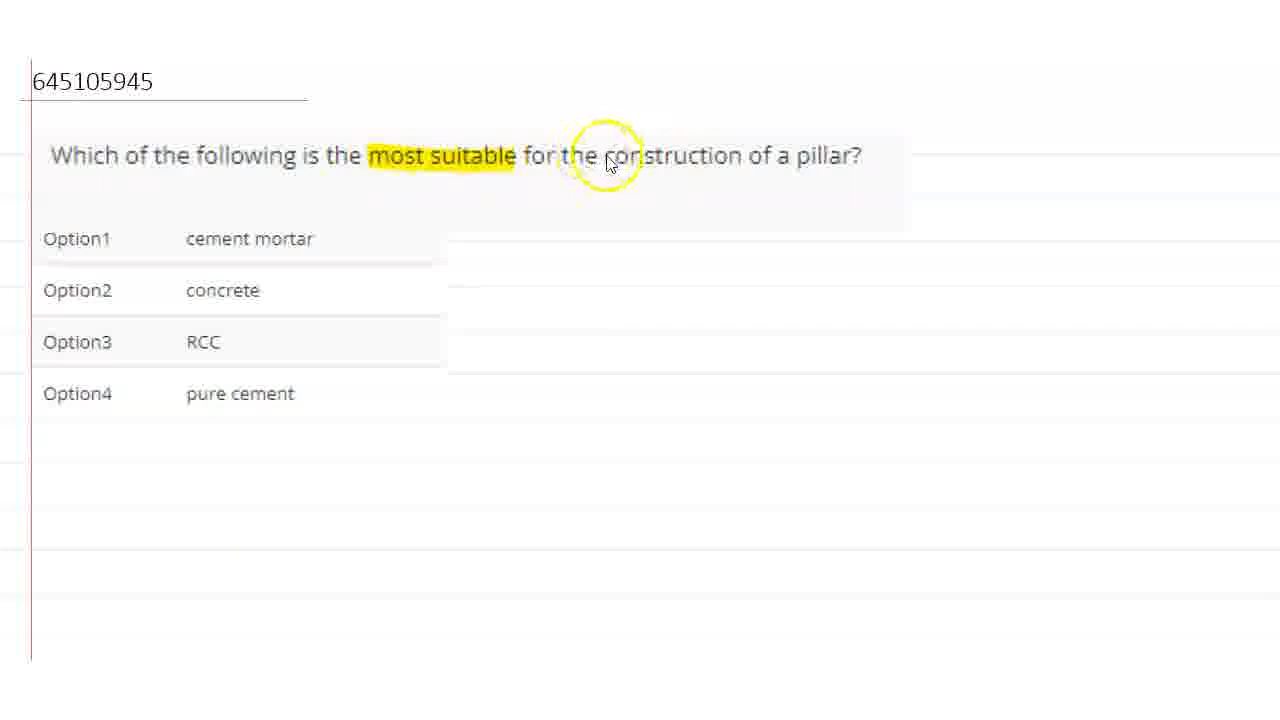 645105945
Which of the following is the most suitable for the construction of a pillar?
Option1 cement mortar
Option2 concrete
Option3 RCC
Option4 pure cement